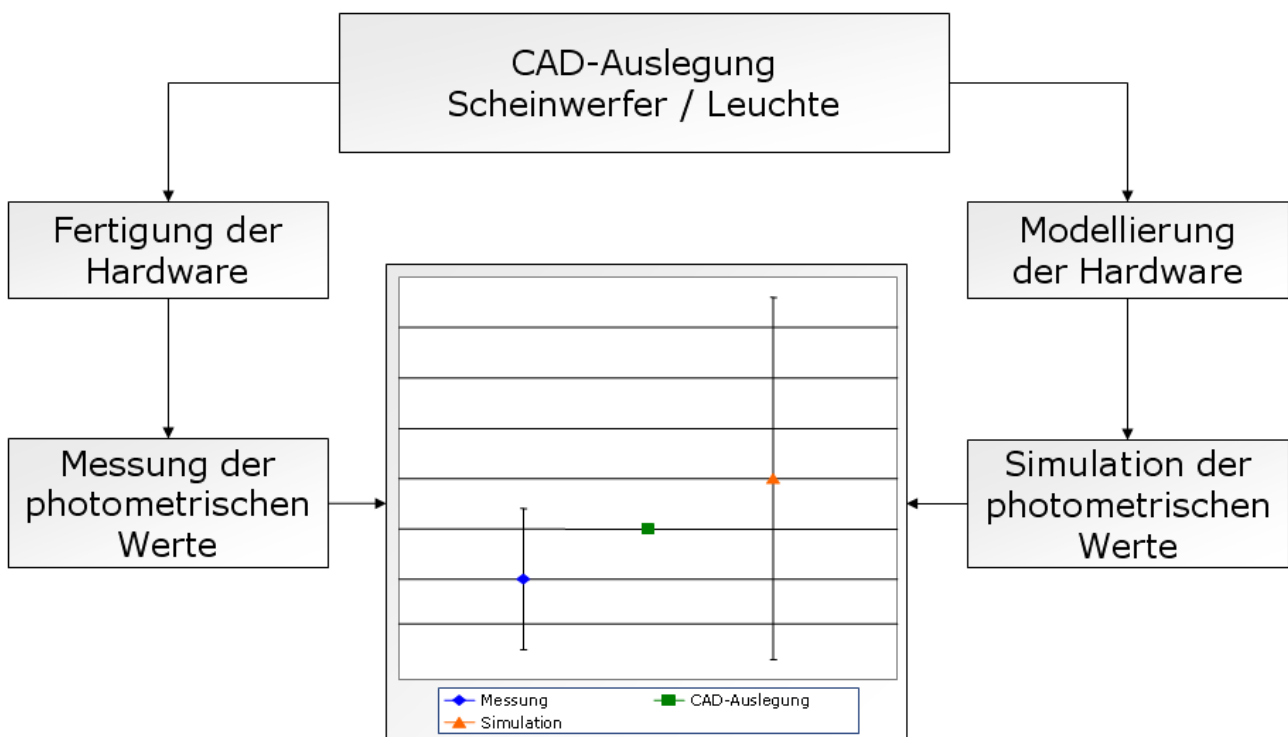 CAD-Auslegung
Scheinwerfer / Leuchte
Fertigung der
Hardware
Modellierung
der Hardware
Messung der
photometrischen
Werte
Simulation der
photometrischen
Werte
Messung
CAD-Auslegung
Simulation